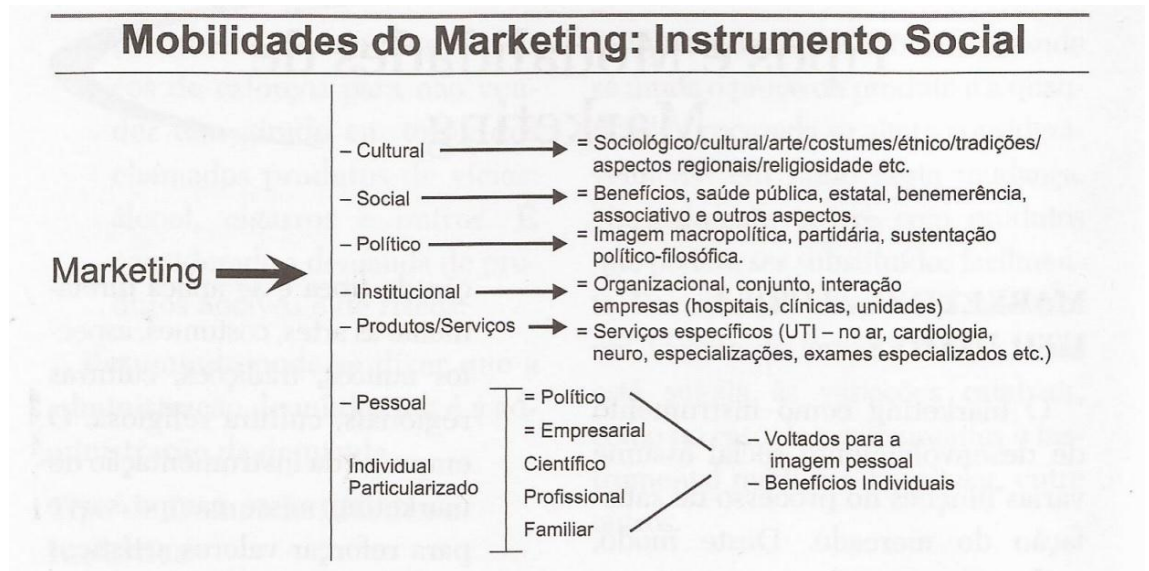 Mobilidades do Marketing: Instrumento Social
Marketing
– Cultural
= Sociológico/cultural/arte/costumes/étnico/tradições/
aspectos regionais/religiosidade etc.
– Social
= Benefícios, saúde pública, estatal, benemerência,
associativo e outros aspectos.
– Político
= Imagem macropolítica, partidária, sustentação
político-filosófica.
– Institucional
= Organizacional, conjunto, interação
empresas (hospitais, clínicas, unidades)
– Produtos/Serviços
= Serviços específicos (UTI – no ar, cardiologia,
neuro, especializações, exames especializados etc.)
– Pessoal
Individual
Particularizado
= Político
= Empresarial
Científico
Profissional
Familiar
– Voltados para a
imagem pessoal
– Benefícios Individuais